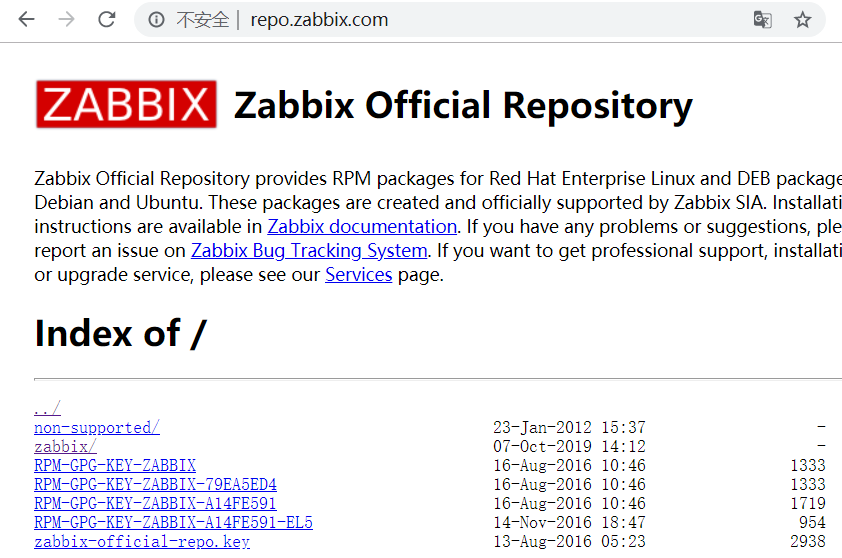 不安全 | repo.zabbix.com
ZABBIX Zabbix Official Repository
Zabbix Official Repository provides RPM packages for Red Hat Enterprise Linux and DEB package
Debian and Ubuntu. These packages are created and officially supported by Zabbix SIA. Installati
instructions are available in Zabbix documentation. If you have any problems or suggestions, ple
report an issue on Zabbix Bug Tracking System. If you want to get professional support, installati
or upgrade service, please see our Services page.
Index of /
../
non-supported/ 23-Jan-2012 15:37 -
zabbix/ 07-Oct-2019 14:12 -
RPM-GPG-KEY-ZABBIX 16-Aug-2016 10:46 1333
RPM-GPG-KEY-ZABBIX-79EA5ED4 16-Aug-2016 10:46 1333
RPM-GPG-KEY-ZABBIX-A14FE591 16-Aug-2016 10:46 1719
RPM-GPG-KEY-ZABBIX-A14FE591-EL5 14-Nov-2016 18:47 954
zabbix-official-repo.key 13-Aug-2016 05:23 2938